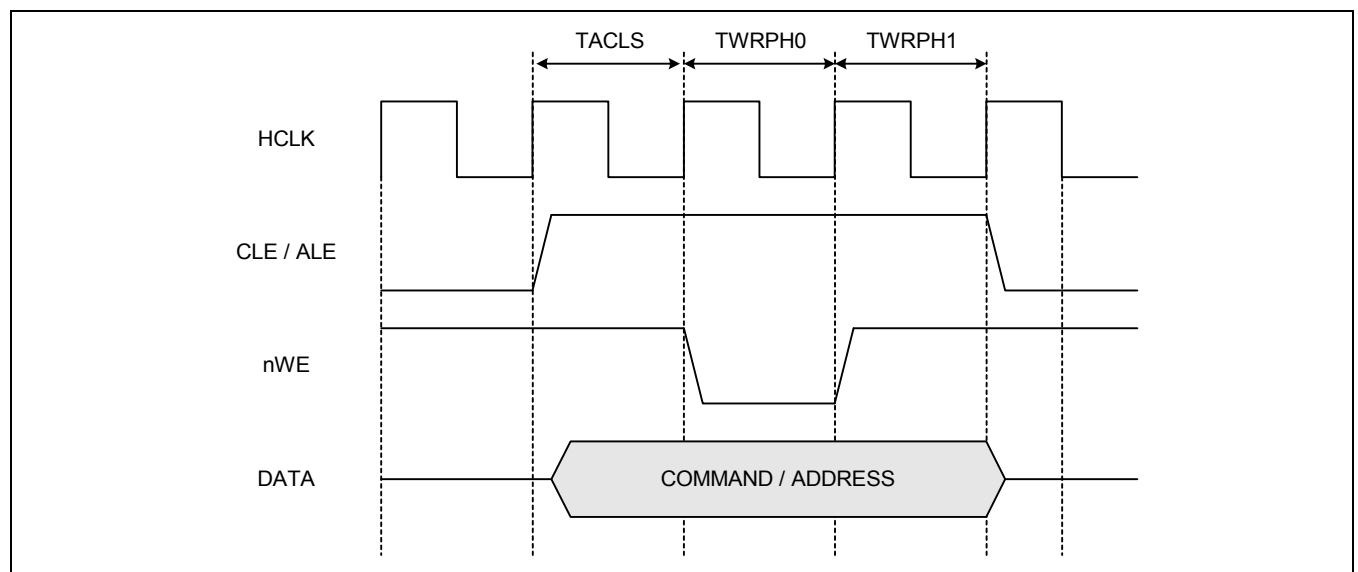 TACLS TWRPH0 TWRPH1
HCLK
CLE / ALE
nWE
DATA COMMAND / ADDRESS